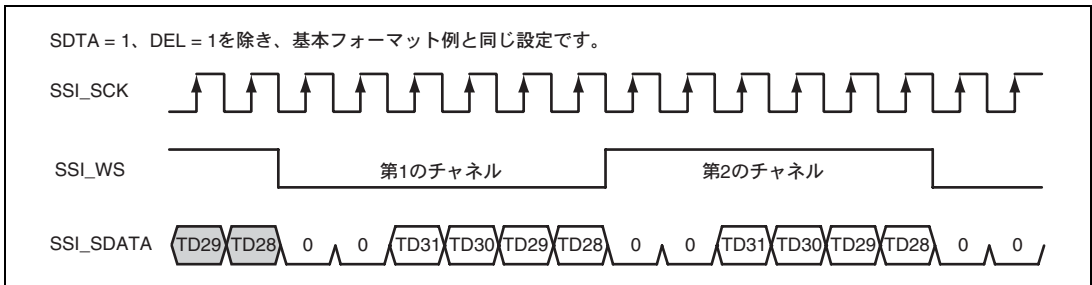 SDTA = 1、DEL = 1を除き、基本フォーマット例と同じ設定です。
SSI_SCK
SSI_WS 第1のチャネル 第2のチャネル
SSI_SDATA TD29 TD28 0 0 TD31 TD30 TD29 TD28 0 0 TD31 TD30 TD29 TD28 0 0